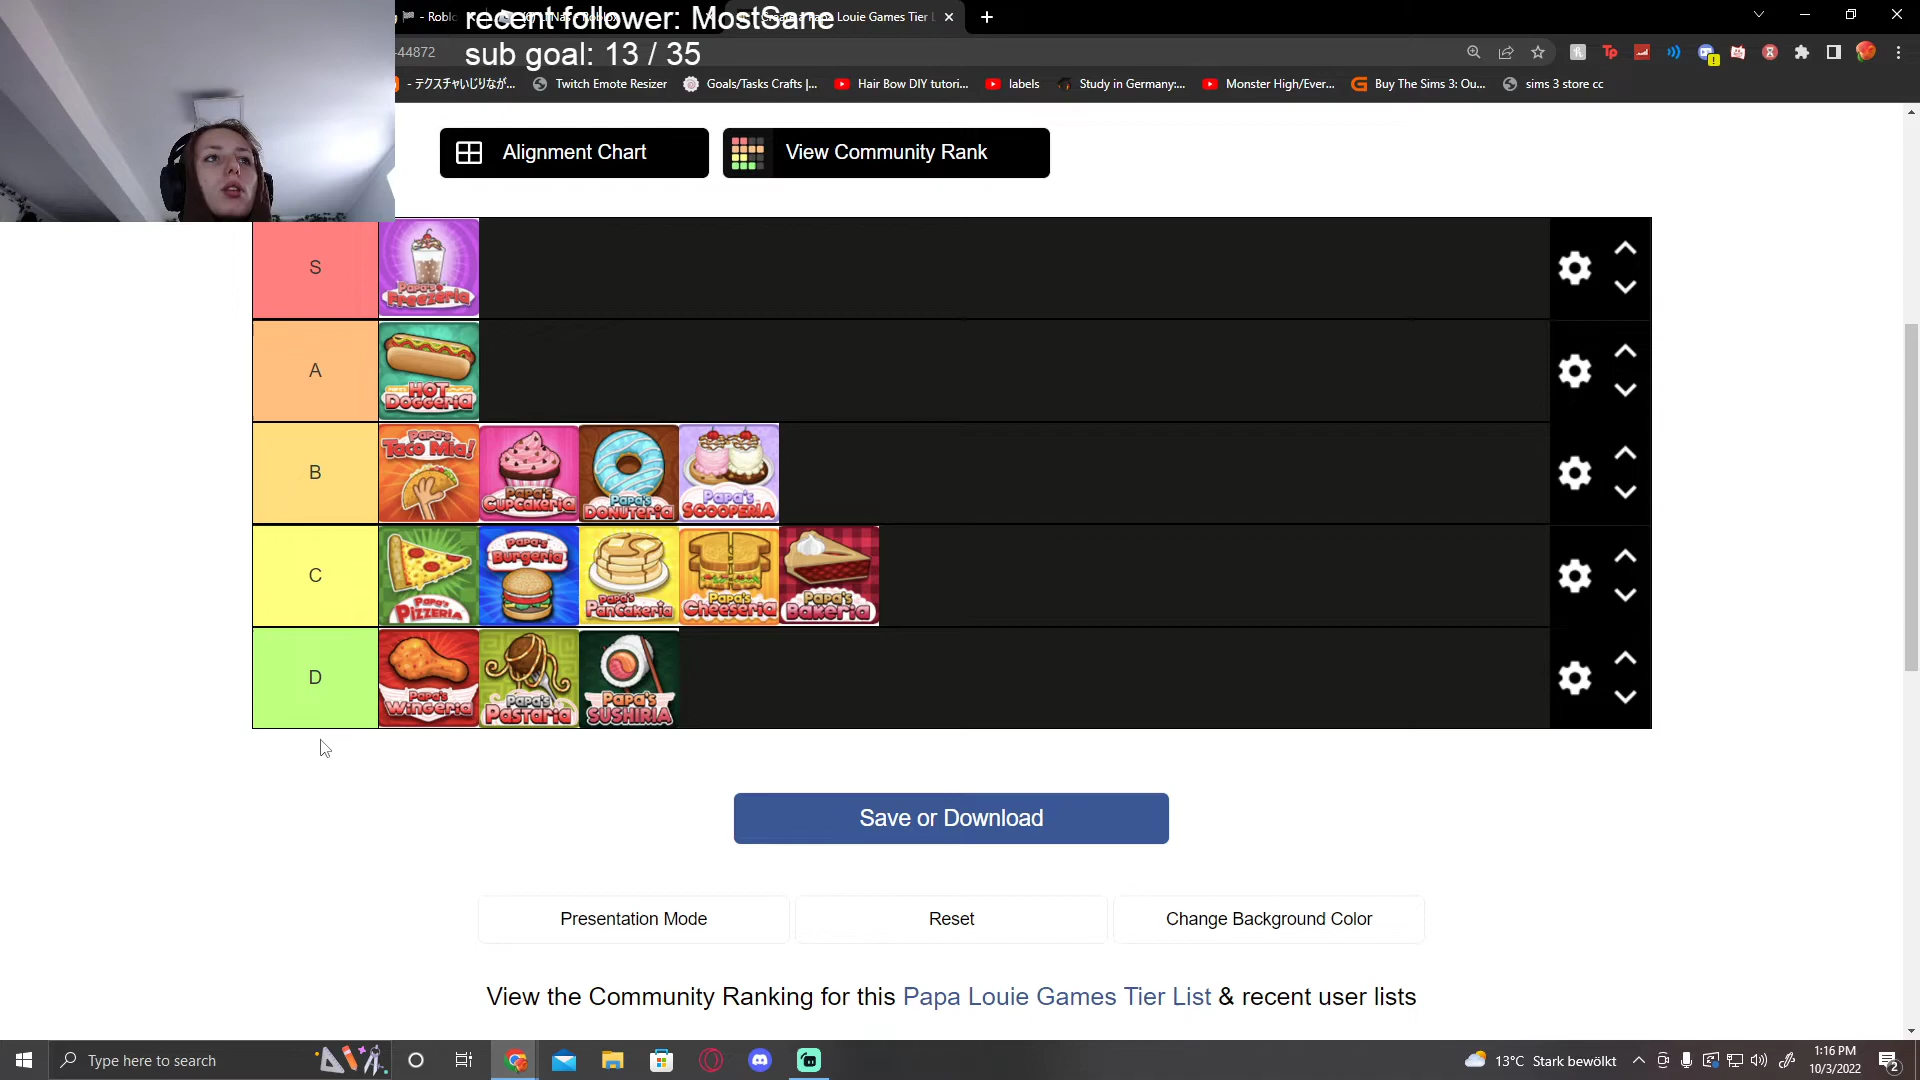 - Roblo
Roblox
Create a Papa Louie Games Tier L
recent follower: MostSane
sub goal: 13 / 35
-44872
- テクスチャいじりなが...
Twitch Emote Resizer
Goals/Tasks Crafts |...
Hair Bow DIY tutori...
labels
Study in Germany:...
Monster High/Ever...
Buy The Sims 3: Ou...
sims 3 store cc
Alignment Chart
View Community Rank
S
Papa's Freezeria
A
HOT DOGGERIA
B
Papa's Taco Mia!
Papa's CUPCAKERIA
Papa's DONUTERIA
Papa's SCOOPERIA
C
Papa's PIZZERIA
Papa's BURGERIA
Papa's PANCAKERIA
Papa's CHEESERIA
Papa's BAKERIA
D
Papa's WINGERIA
Papa's PASTARIA
Papa's SUSHIRIA
Save or Download
Presentation Mode
Reset
Change Background Color
View the Community Ranking for this Papa Louie Games Tier List & recent user lists
Type here to search
13°C Stark bewölkt
1:16 PM
10/3/2022
2